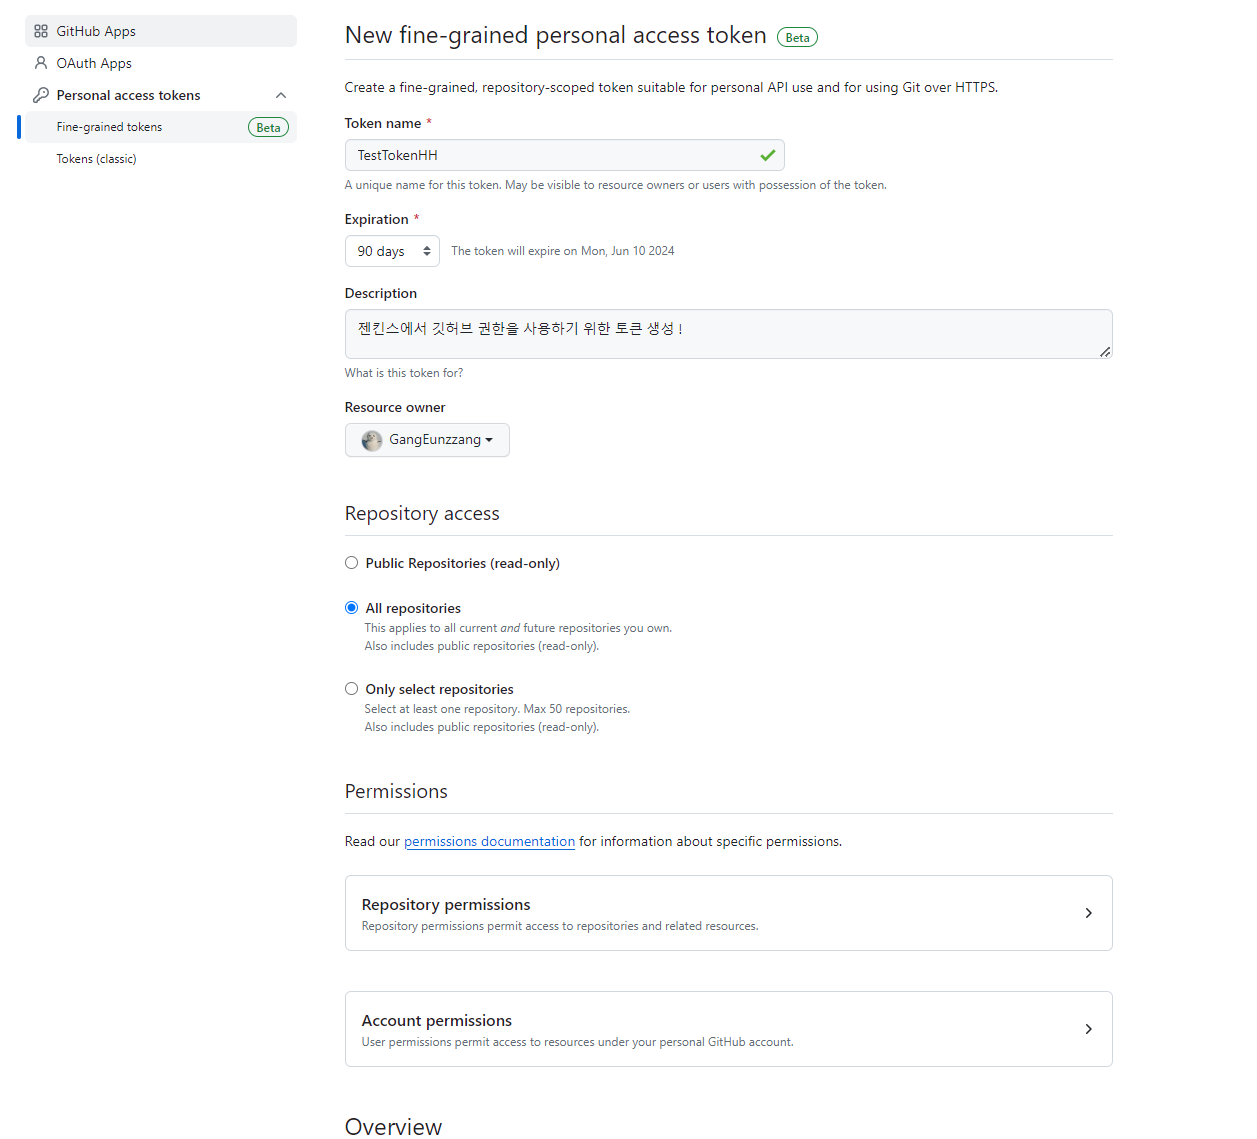 GitHub Apps
OAuth Apps
Personal access tokens
Fine-grained tokens Beta
Tokens (classic)
New fine-grained personal access token Beta
Create a fine-grained, repository-scoped token suitable for personal API use and for using Git over HTTPS.
Token name *
TestTokenHH
A unique name for this token. May be visible to resource owners or users with possession of the token.
Expiration *
90 days The token will expire on Mon, Jun 10 2024
Description
젠킨스에서 깃허브 권한을 사용하기 위한 토큰 생성 !
What is this token for?
Resource owner
GangEunzzang
Repository access
Public Repositories (read-only)
All repositories
This applies to all current and future repositories you own.
Also includes public repositories (read-only).
Only select repositories
Select at least one repository. Max 50 repositories.
Also includes public repositories (read-only).
Permissions
Read our permissions documentation for information about specific permissions.
Repository permissions
Repository permissions permit access to repositories and related resources.
Account permissions
User permissions permit access to resources under your personal GitHub account.
Overview